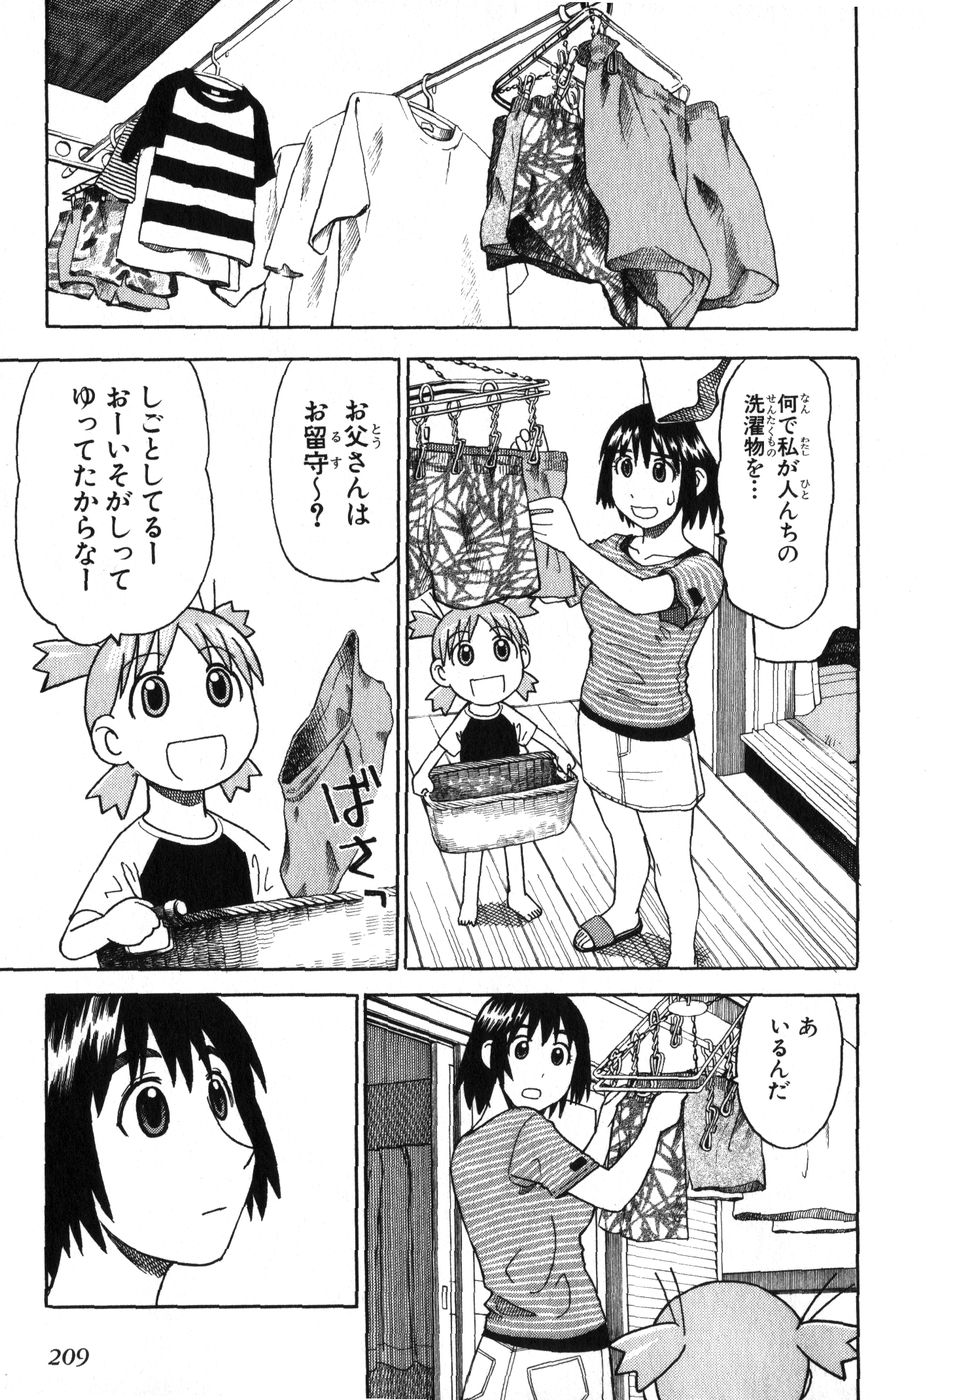 何で私が人んちの
洗濯物を…
お父さんは
お留守～？
しごとしてるー
おーいそがしって
ゆってたからなー
ばさっ
あ
いるんだ
209